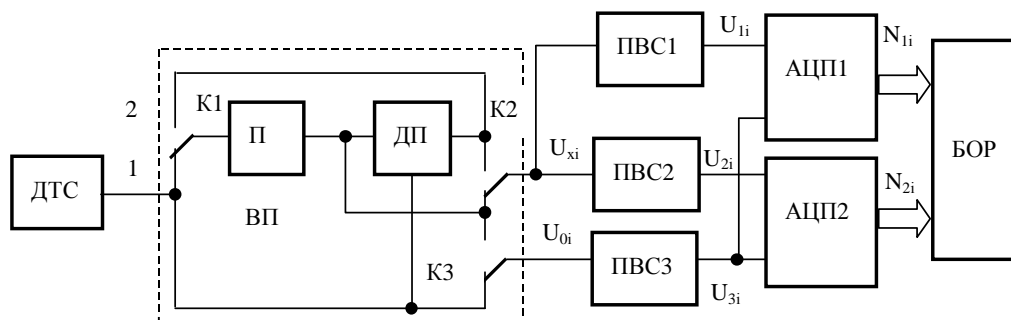 ДТС
1
2
К1
П
ДП
ВП
К2
К3
U₀ᵢ
Uₓᵢ
ПВС1
ПВС2
ПВС3
U₁ᵢ
U₂ᵢ
U₃ᵢ
АЦП1
АЦП2
N₁ᵢ
N₂ᵢ
БОР